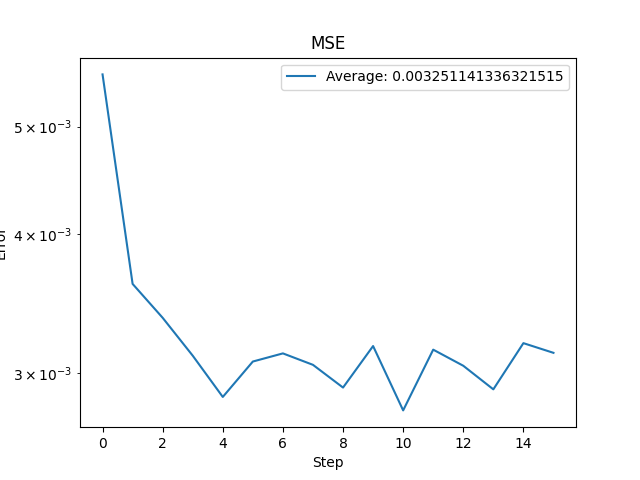 MSE
Average: 0.003251141336321515
5 × 10⁻³
4 × 10⁻³
3 × 10⁻³
Error
0 2 4 6 8 10 12 14
Step